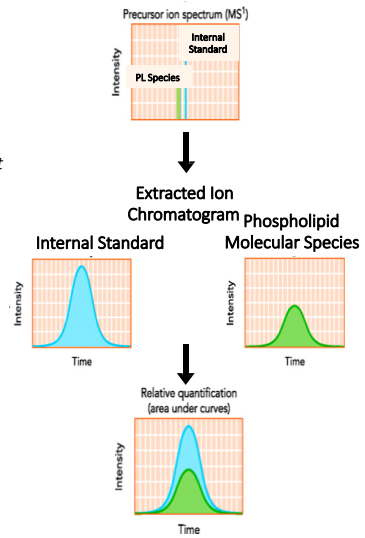 Precursor ion spectrum (MS¹)
Internal
Standard
PL Species
Intensity
t
Extracted Ion
Chromatogram
Internal Standard
Phospholipid
Molecular Species
Intensity
Time
Intensity
Time
Relative quantification
(area under curves)
Intensity
Time